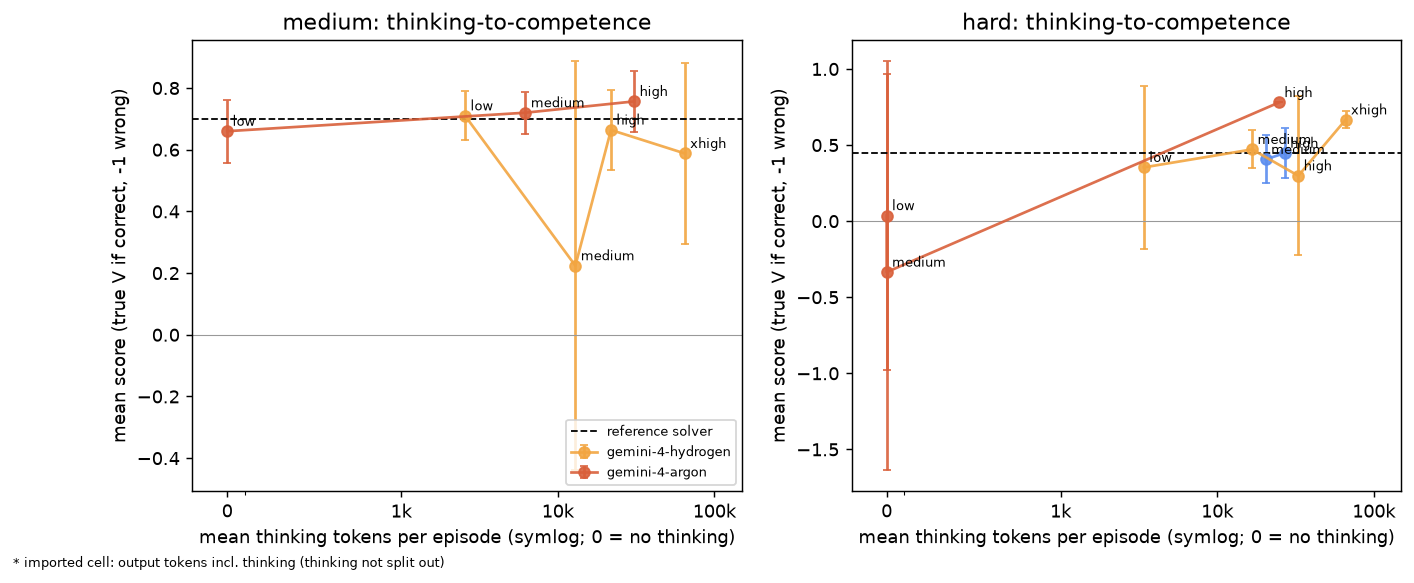 medium: thinking-to-competence
mean score (true V if correct, -1 wrong)
0.8
0.6
0.4
0.2
0.0
−0.2
−0.4
low
low
medium
high
high
xhigh
medium
reference solver
gemini-4-hydrogen
gemini-4-argon
0
1k
10k
100k
mean thinking tokens per episode (symlog; 0 = no thinking)
hard: thinking-to-competence
mean score (true V if correct, -1 wrong)
1.0
0.5
0.0
−0.5
−1.0
−1.5
high
xhigh
medium
high
medium
low
high
low
medium
0
1k
10k
100k
mean thinking tokens per episode (symlog; 0 = no thinking)
* imported cell: output tokens incl. thinking (thinking not split out)